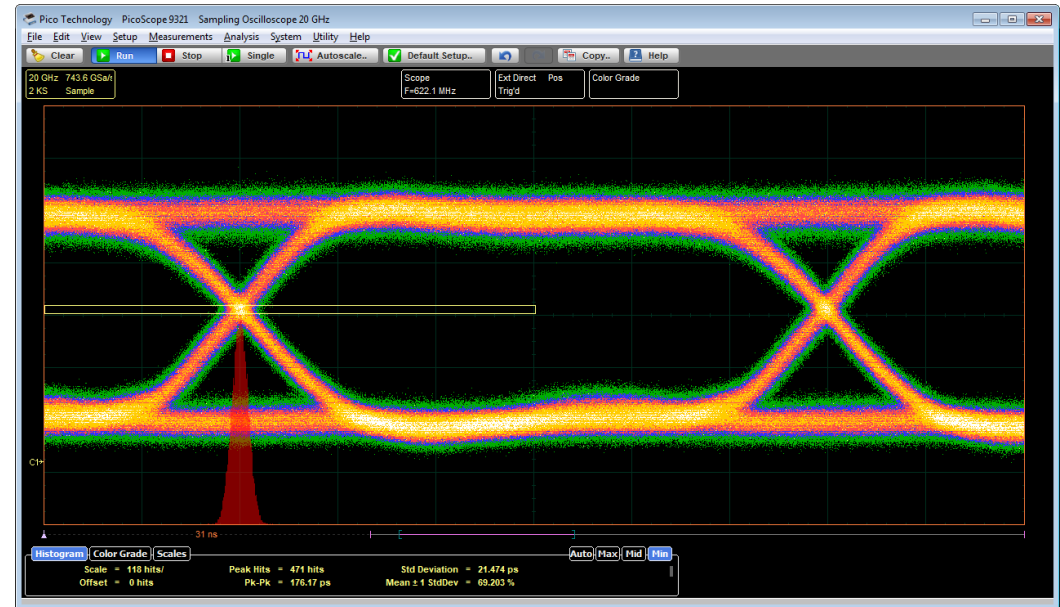 Pico Technology PicoScope 9321 Sampling Oscilloscope 20 GHz
File Edit View Setup Measurements Analysis System Utility Help
Clear Run Stop Single Autoscale.. Default Setup.. Copy.. Help
20 GHz 743.6 GSa/s Scope Ext Direct Pos Color Grade
2 KS Sample F=622.1 MHz Trig'd
C1
31 ns
Histogram Color Grade Scales Auto Max Mid Min
Scale = 118 hits/ Peak Hits = 471 hits Std Deviation = 21.474 ps
Offset = 0 hits Pk-Pk = 176.17 ps Mean ± 1 StdDev = 69.203 %